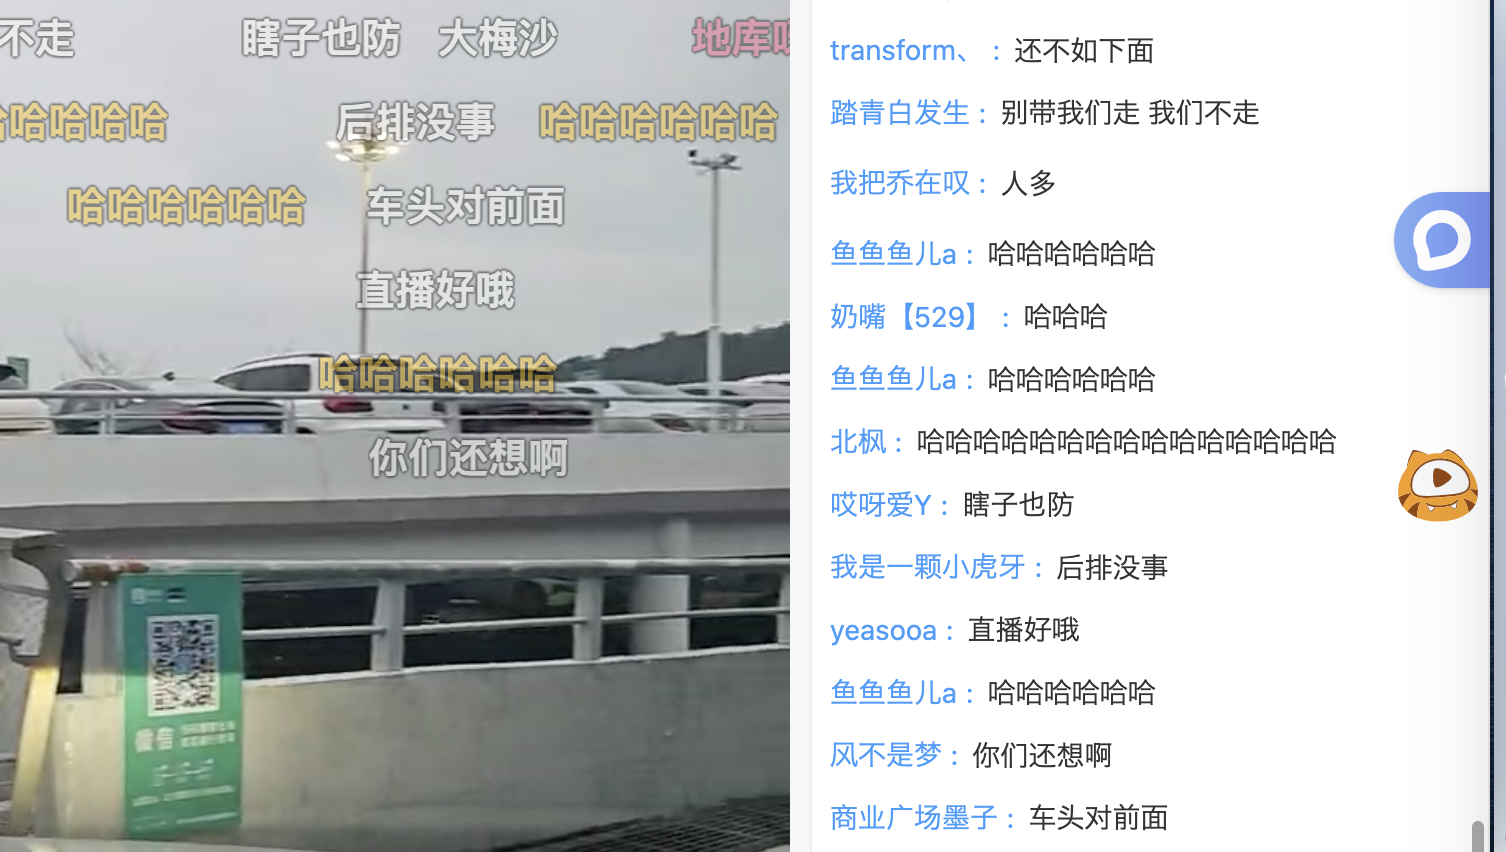 不走
瞎子也防
大梅沙
地库
哈哈哈哈
后排没事
哈哈哈哈哈哈
哈哈哈哈哈哈
车头对前面
直播好哦
哈哈哈哈哈哈
你们还想啊
微信
transform、：还不如下面
踏青白发生：别带我们走 我们不走
我把乔在叹：人多
鱼鱼鱼儿a：哈哈哈哈哈哈
奶嘴【529】：哈哈哈
鱼鱼鱼儿a：哈哈哈哈哈哈
北枫：哈哈哈哈哈哈哈哈哈哈哈哈哈哈哈
哎呀爱Y：瞎子也防
我是一颗小虎牙：后排没事
yeasooa：直播好哦
鱼鱼鱼儿a：哈哈哈哈哈哈
风不是梦：你们还想啊
商业广场墨子：车头对前面